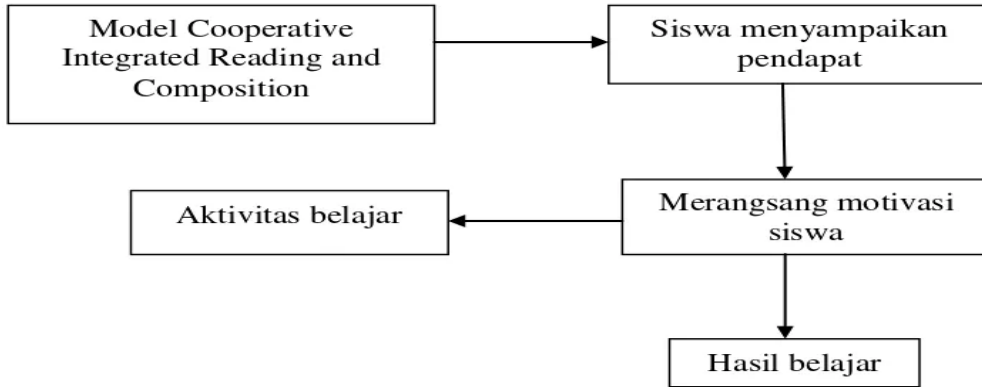 Model Cooperative
Integrated Reading and
Composition
Siswa menyampaikan
pendapat
Merangsang motivasi
siswa
Aktivitas belajar
Hasil belajar